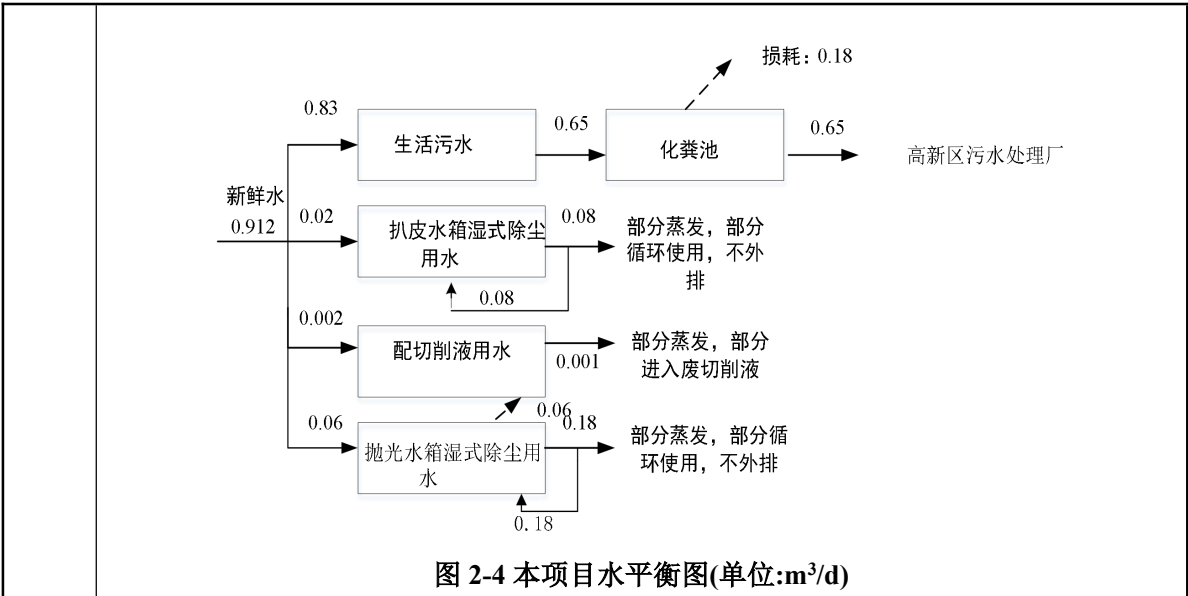 损耗：0.18
0.83
生活污水
0.65
化粪池
0.65
高新区污水处理厂
新鲜水
0.912
0.02
扒皮水箱湿式除尘
用水
0.08
部分蒸发，部分
循环使用，不外
排
0.08
0.002
配切削液用水
0.001
部分蒸发，部分
进入废切削液
0.06
0.06
抛光水箱湿式除尘用
水
0.18
部分蒸发，部分循
环使用，不外排
0.18
图 2-4 本项目水平衡图(单位:m³/d)